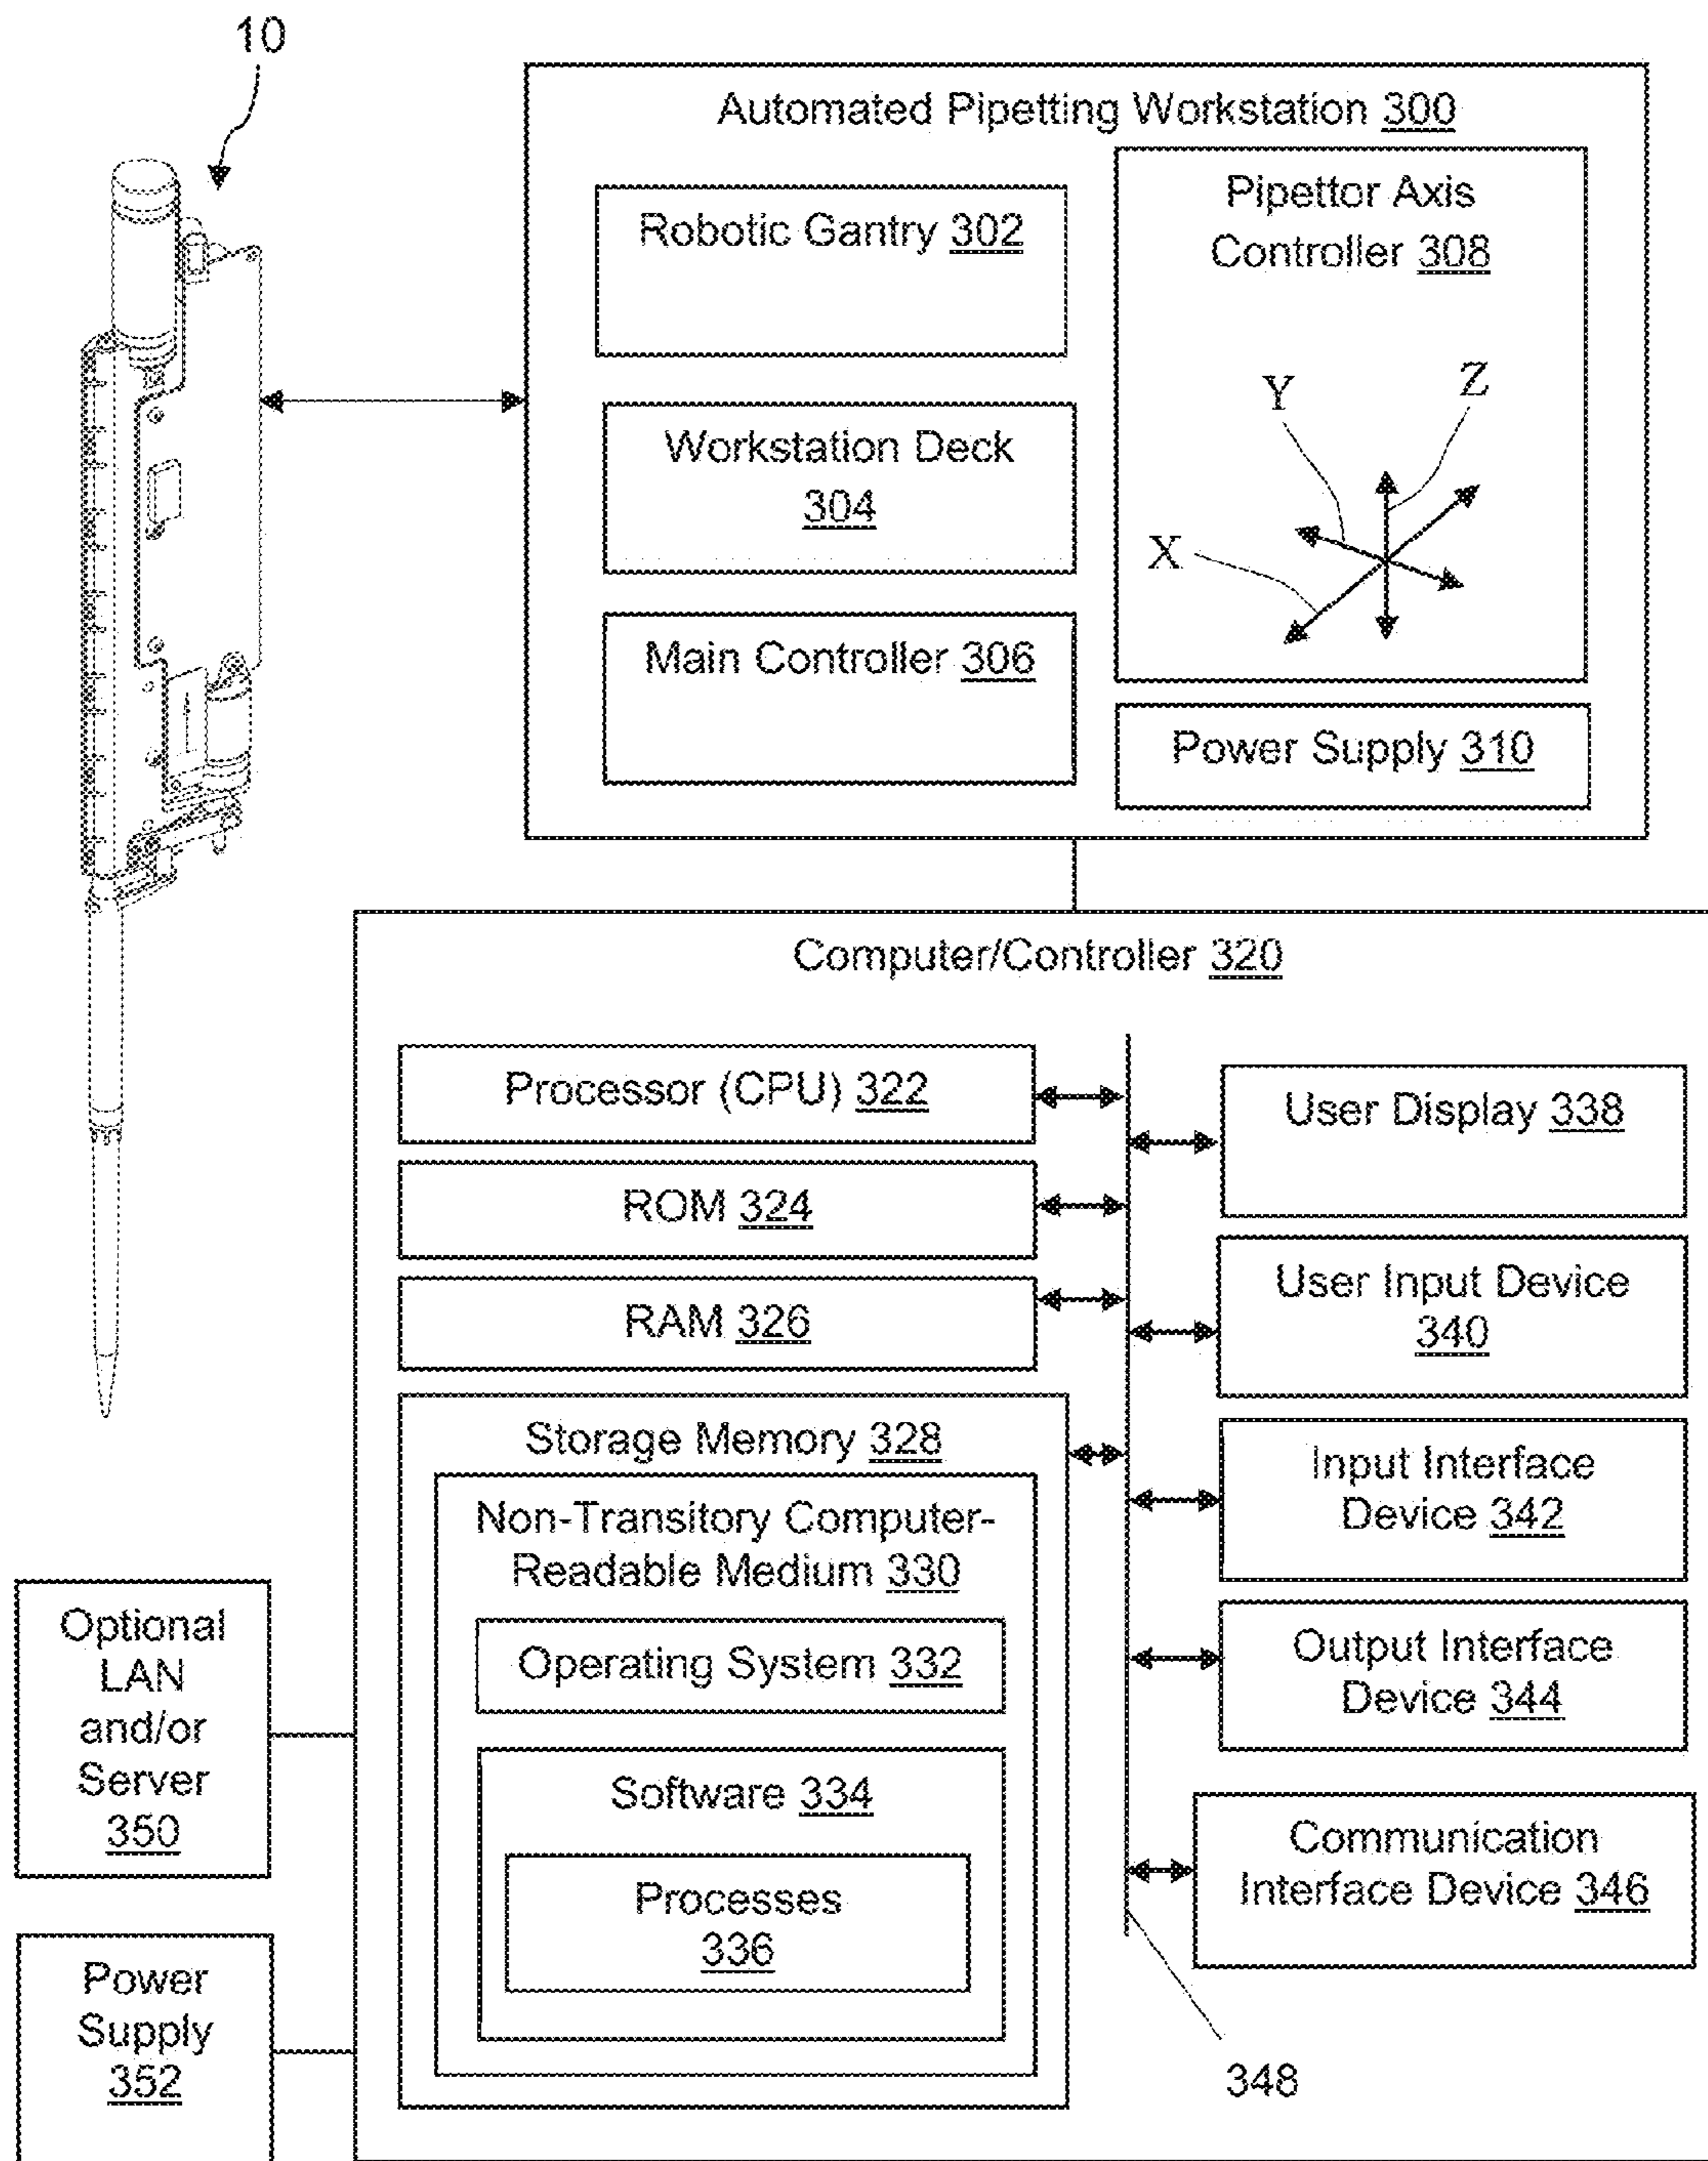 10
Automated Pipetting Workstation 300
Robotic Gantry 302
Pipettor Axis
Controller 308
Y
Z
X
Workstation Deck
304
Main Controller 306
Power Supply 310
Computer/Controller 320
Processor (CPU) 322
ROM 324
RAM 326
Storage Memory 328
Non-Transitory Computer-
Readable Medium 330
Operating System 332
Software 334
Processes
336
User Display 338
User Input Device
340
Input Interface
Device 342
Output Interface
Device 344
Communication
Interface Device 346
348
Optional
LAN
and/or
Server
350
Power
Supply
352